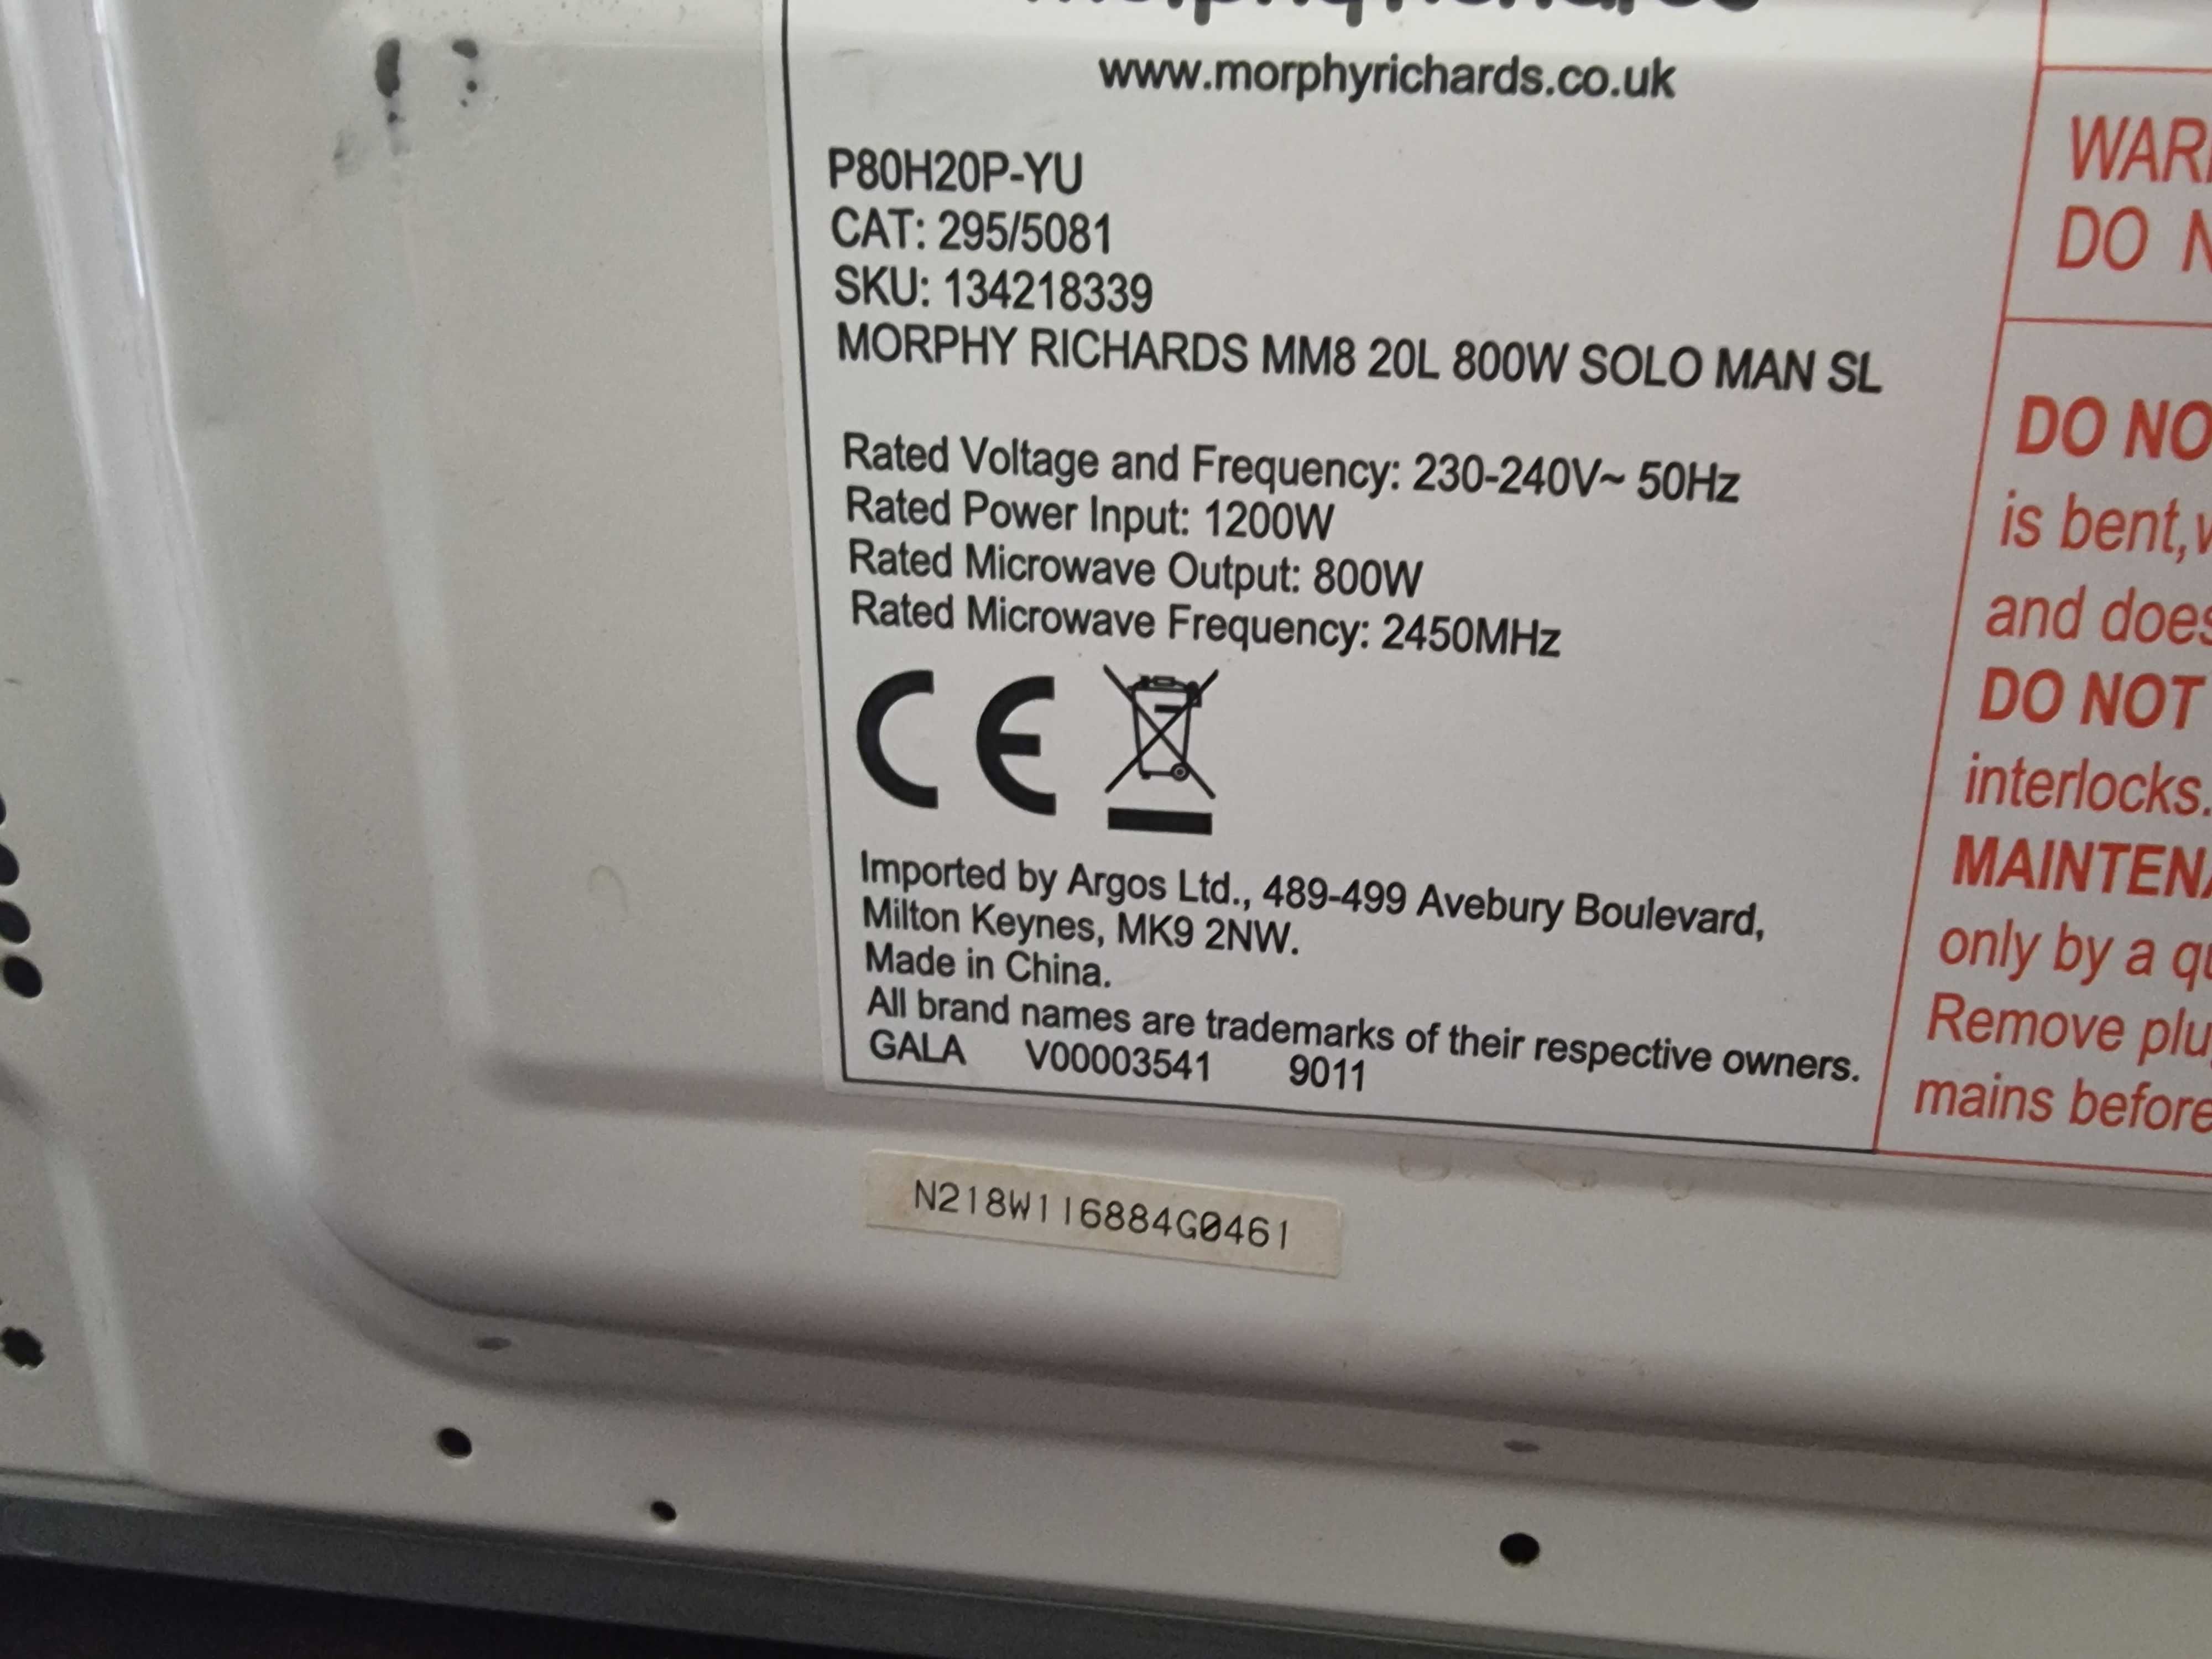 www.morphyrichards.co.uk
P80H20P-YU
CAT: 295/5081
SKU: 134218339
MORPHY RICHARDS MM8 20L 800W SOLO MAN SL
Rated Voltage and Frequency: 230-240V~ 50Hz
Rated Power Input: 1200W
Rated Microwave Output: 800W
Rated Microwave Frequency: 2450MHz
CE
Imported by Argos Ltd., 489-499 Avebury Boulevard,
Milton Keynes, MK9 2NW.
Made in China.
All brand names are trademarks of their respective owners.
GALA V00003541 9011
N218W116884G0461
DO
DO
is bent,
and
DO NOT
interlocks.
only by a
Remove
mains before